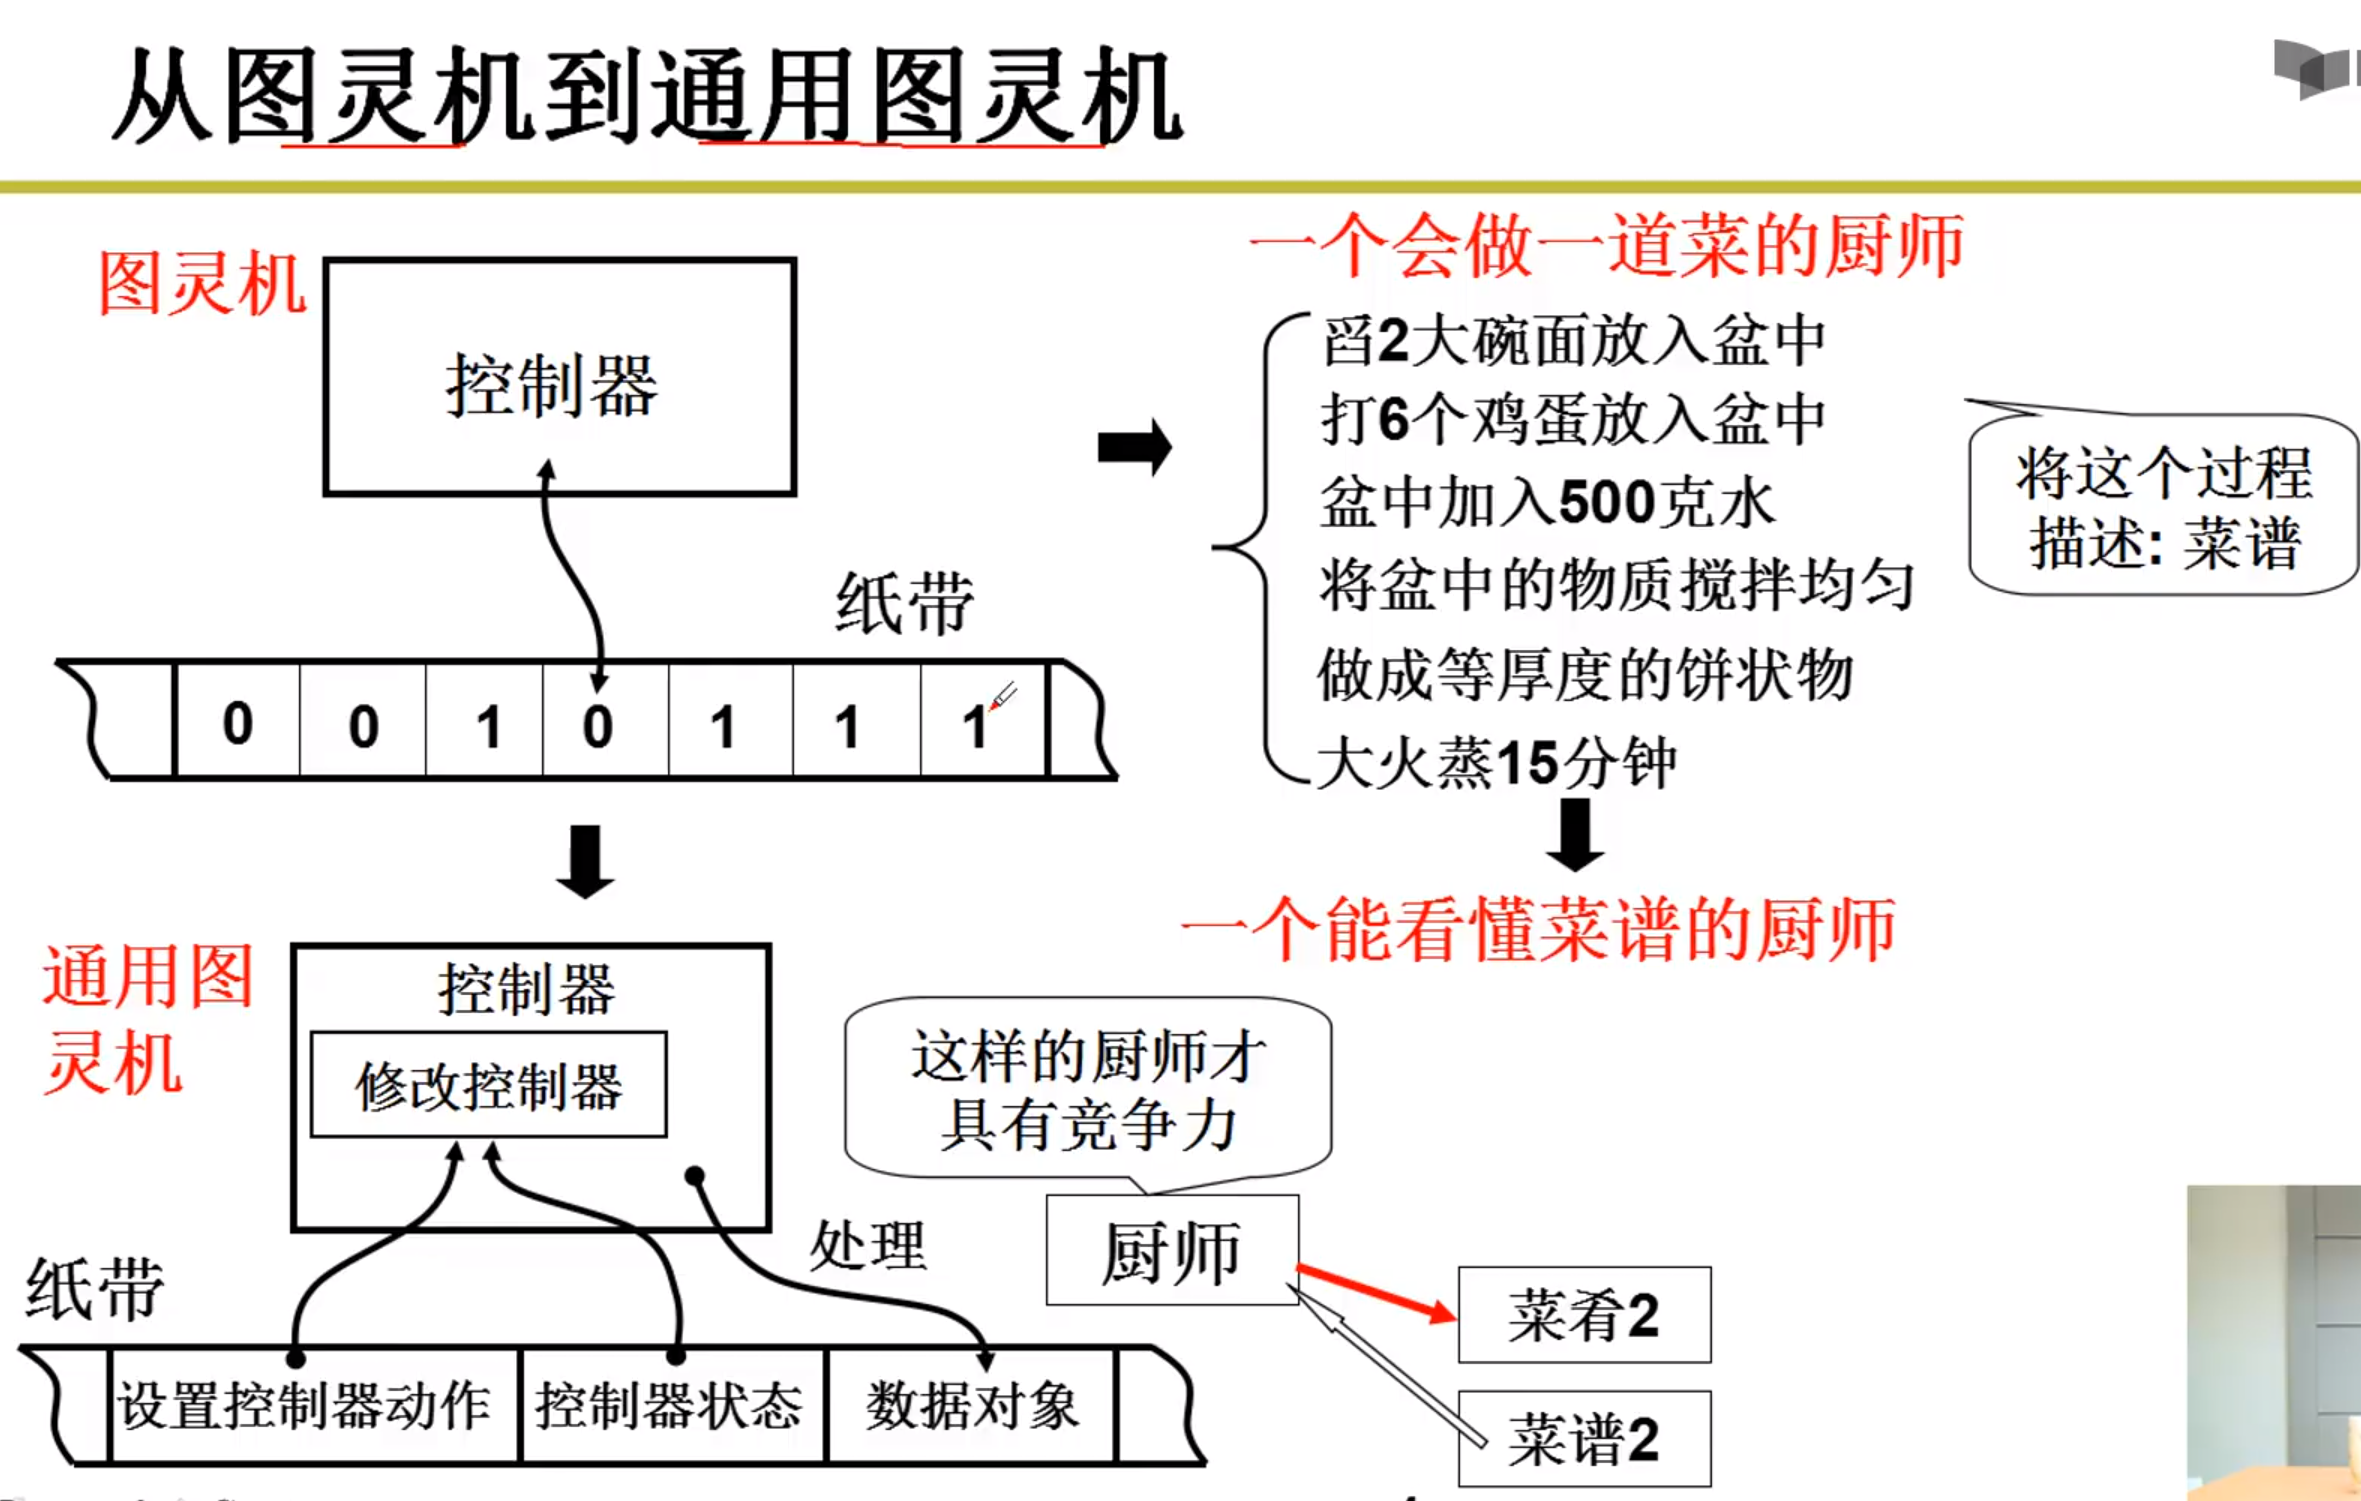 从图灵机到通用图灵机
图灵机
控制器
纸带
0 0 1 0 1 1 1
一个会做一道菜的厨师
舀2大碗面放入盆中
打6个鸡蛋放入盆中
盆中加入500克水
将盆中的物质搅拌均匀
做成等厚度的饼状物
大火蒸15分钟
将这个过程
描述: 菜谱
一个能看懂菜谱的厨师
通用图
灵机
控制器
修改控制器
处理
纸带
设置控制器动作 控制器状态 数据对象
这样的厨师才
具有竞争力
厨师
菜肴2
菜谱2